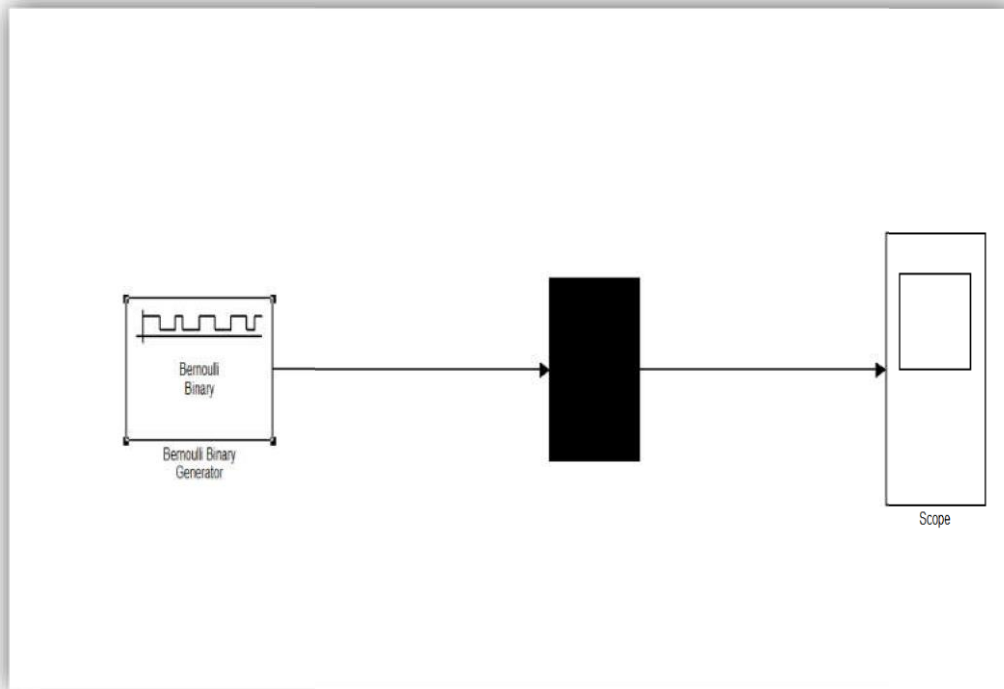 Bernoulli
Binary
Bernoulli Binary
Generator
Scope